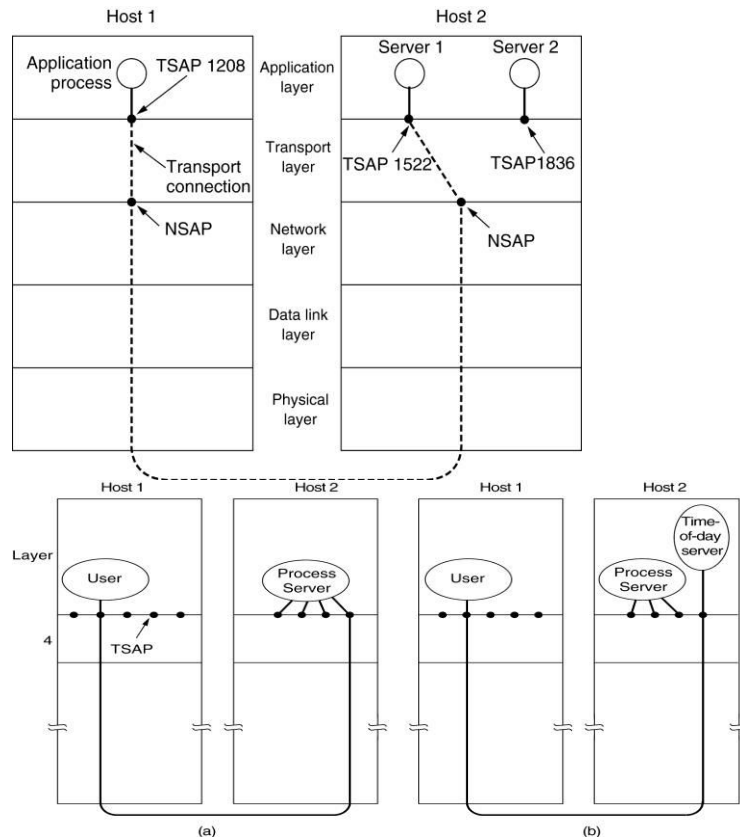 Host 1
Host 2
Application
process
TSAP 1208
Application
layer
Server 1
Server 2
Transport
connection
Transport
layer
TSAP 1522
TSAP1836
NSAP
Network
layer
NSAP
Data link
layer
Physical
layer
Host 1
Host 2
Host 1
Host 2
Layer
4
User
TSAP
Process
Server
User
Process
Server
Time-
of-day
server
(a)
(b)